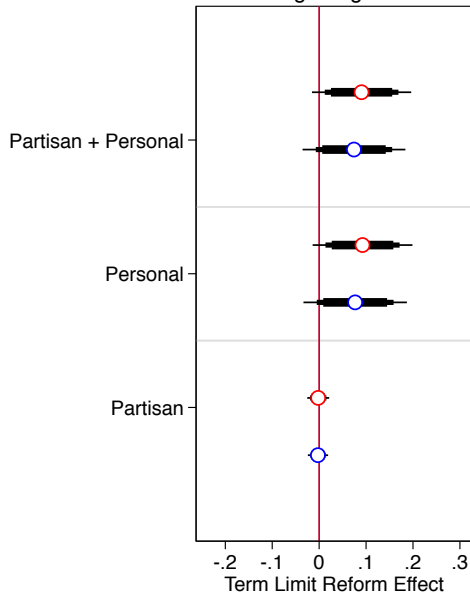 Partisan + Personal
Personal
Partisan
-.2 -.1 0 .1 .2 .3
Term Limit Reform Effect